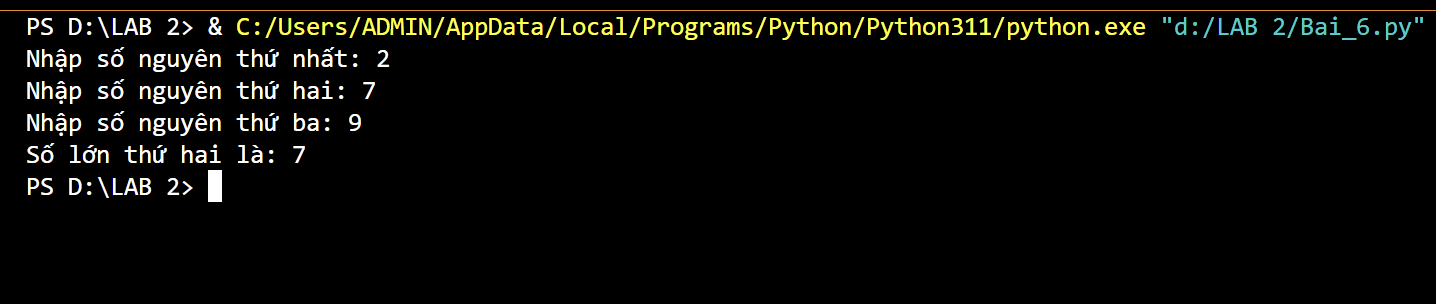 PS D:\LAB 2> & C:/Users/ADMIN/AppData/Local/Programs/Python/Python311/python.exe "d:/LAB 2/Bai_6.py"
Nhập số nguyên thứ nhất: 2
Nhập số nguyên thứ hai: 7
Nhập số nguyên thứ ba: 9
Số lớn thứ hai là: 7
PS D:\LAB 2>